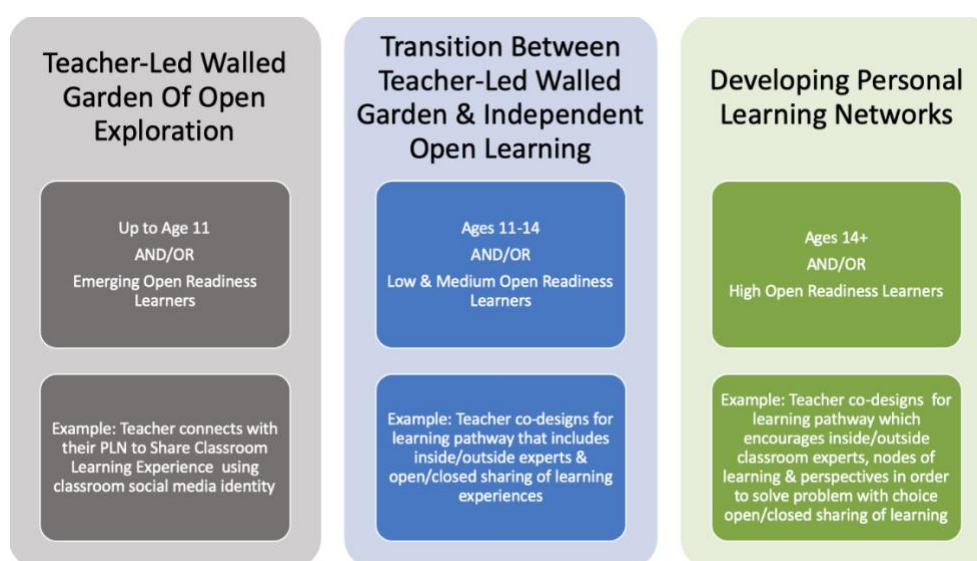 Teacher-Led Walled
Garden Of Open
Exploration
Up to Age 11
AND/OR
Emerging Open Readiness
Learners
Example: Teacher connects with
their PLN to Share Classroom
Learning Experience using
classroom social media identity
Transition Between
Teacher-Led Walled
Garden & Independent
Open Learning
Ages 11-14
AND/OR
Low & Medium Open Readiness
Learners
Example: Teacher co-designs for
learning pathway that includes
inside/outside experts &
open/closed sharing of learning
experiences
Developing Personal
Learning Networks
Ages 14+
AND/OR
High Open Readiness Learners
Example: Teacher co-designs for
learning pathway which
encourages inside/outside
classroom experts, nodes of
learning & perspectives in order
to solve problem with choice
open/closed sharing of learning